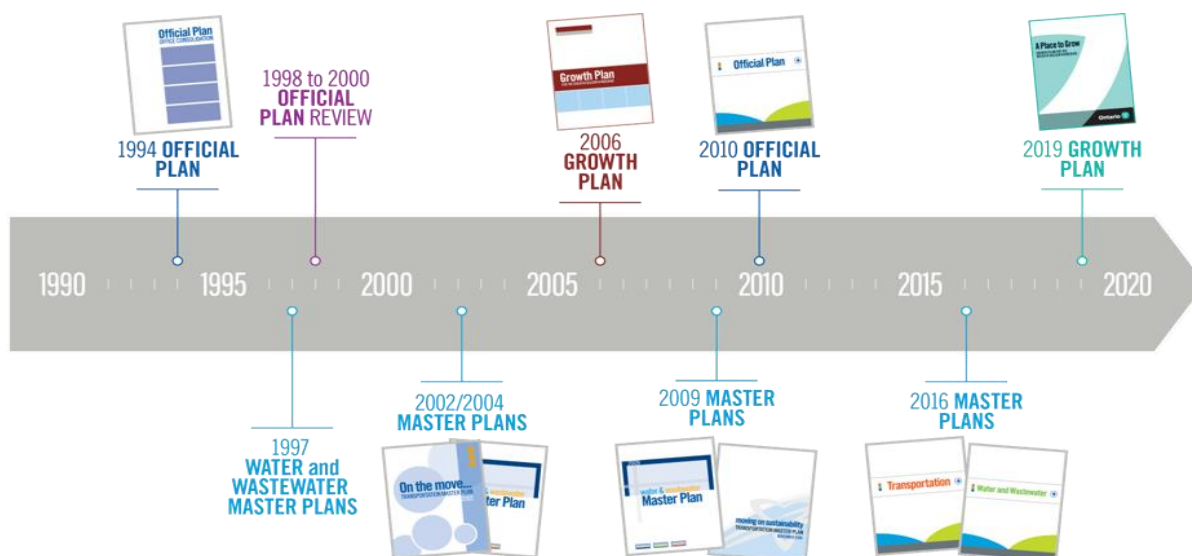 Official Plan
OFFICE CONSOLIDATION
1994 OFFICIAL
PLAN
1998 to 2000
OFFICIAL
PLAN REVIEW
Growth Plan
2006
GROWTH
PLAN
Official Plan
2010 OFFICIAL
PLAN
A Place to Grow
Ontario
2019 GROWTH
PLAN
1990 1995 2000 2005 2010 2015 2020
1997
WATER and
WASTEWATER
MASTER PLANS
2002/2004
MASTER PLANS
On the move...
TRANSPORTATION MASTER PLAN
ter Plan
2009 MASTER
PLANS
water & wastewater
Master Plan
moving on sustainability
TRANSPORTATION MASTER PLAN
2016 MASTER
PLANS
Transportation
Water and Wastewater